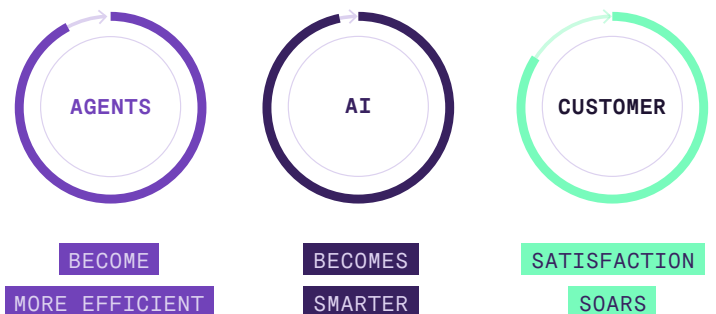 AGENTS
BECOME
MORE EFFICIENT
AI
BECOMES
SMARTER
CUSTOMER
SATISFACTION
SOARS